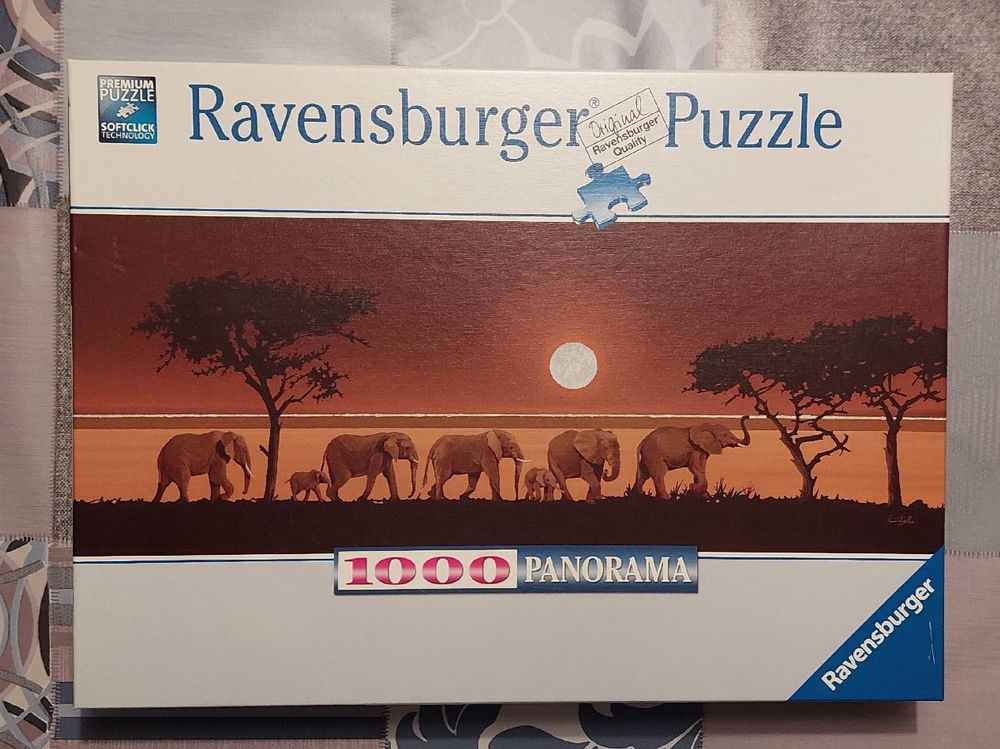 PREMIUM
PUZZLE
SOFTCLICK
TECHNOLOGY
Ravensburger® Puzzle
Original
Ravensburger
Quality
1000 PANORAMA
Ravensburger